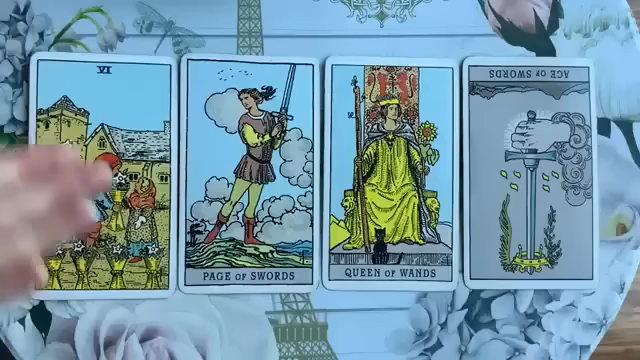 VI
PAGE OF SWORDS
QUEEN OF WANDS
ACE OF SWORDS